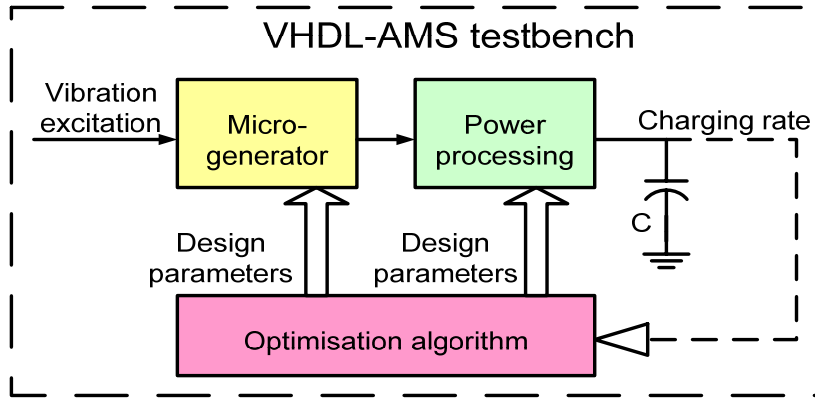 VHDL-AMS testbench
Vibration
excitation
Micro-
generator
Power
processing
Charging rate
C
Design
parameters
Design
parameters
Optimisation algorithm